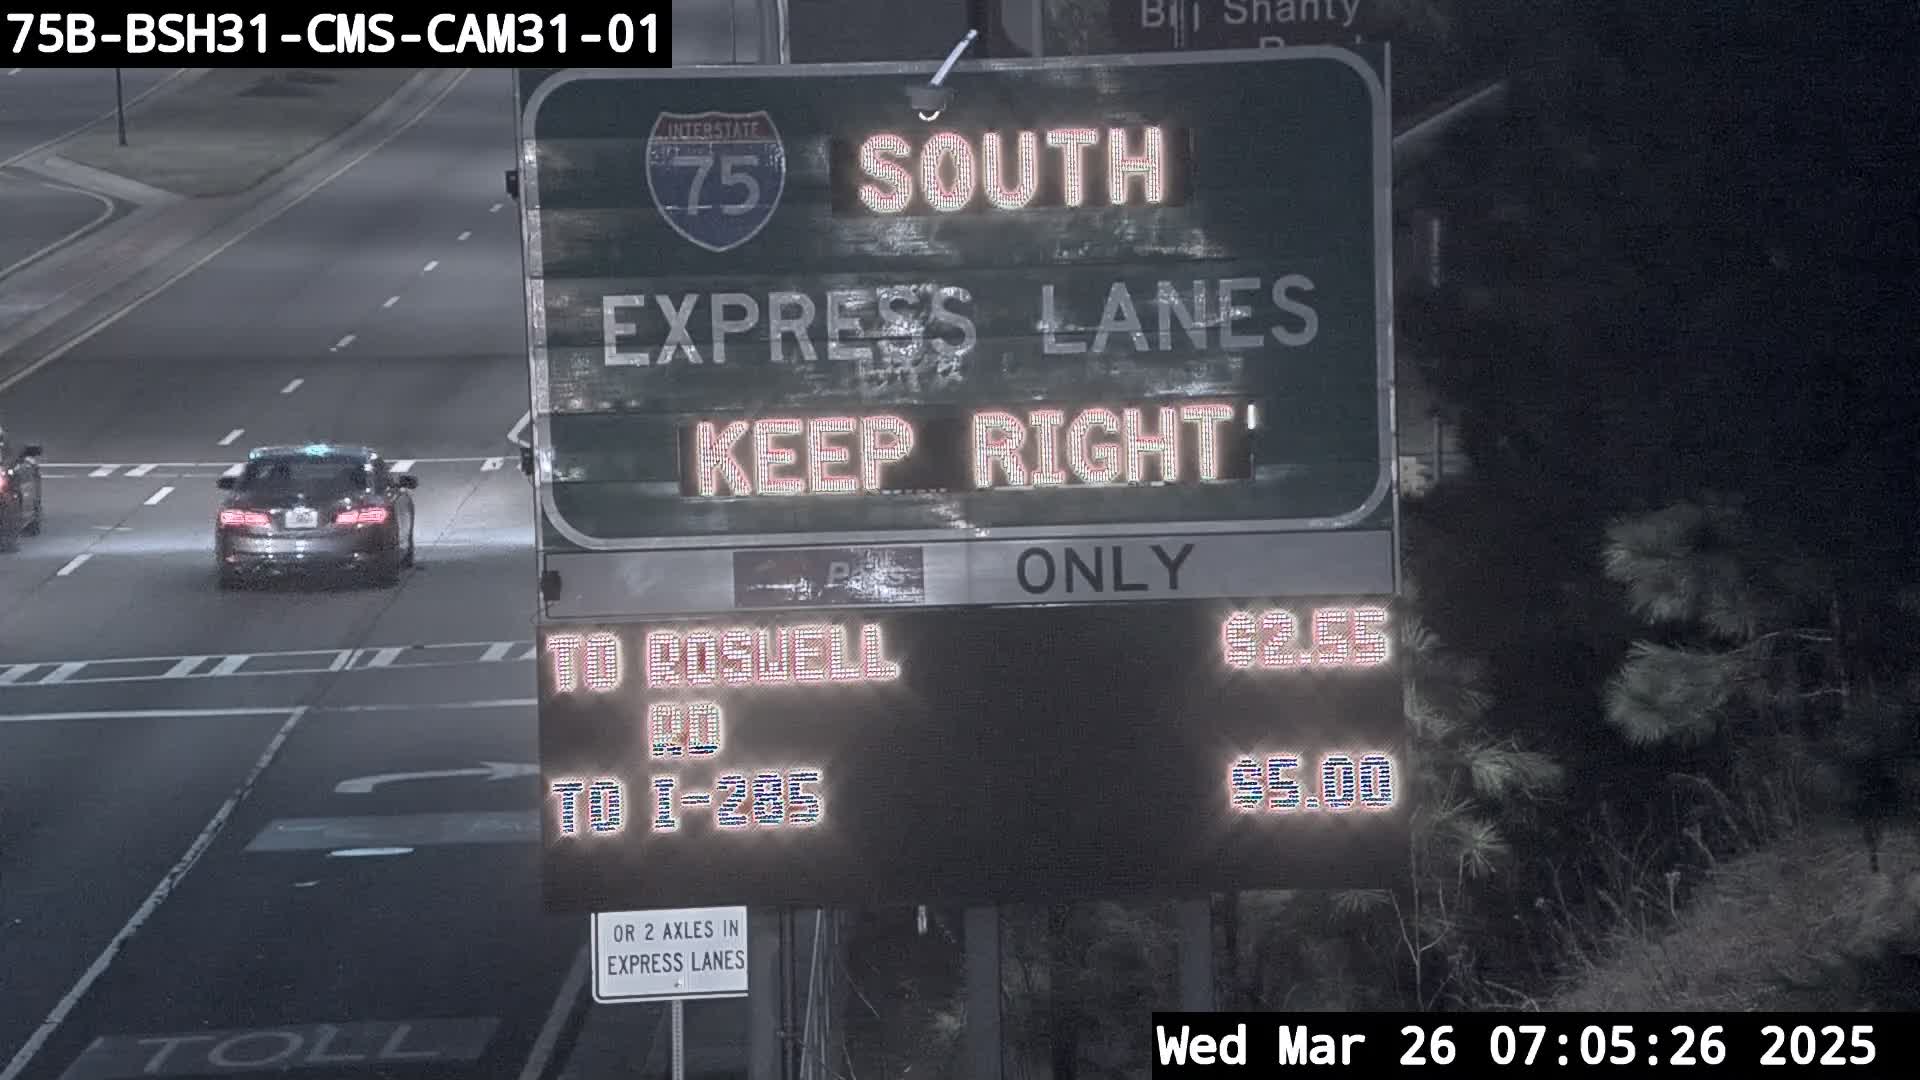 75B-BSH31-CMS-CAM31-01
Shanty
INTERSTATE
75
SOUTH
EXPRESS LANES
KEEP RIGHT
ONLY
TO ROSWELL $2.55
RD
TO I-285 $5.00
OR 2 AXLES IN
EXPRESS LANES
TOLL
Wed Mar 26 07:05:26 2025